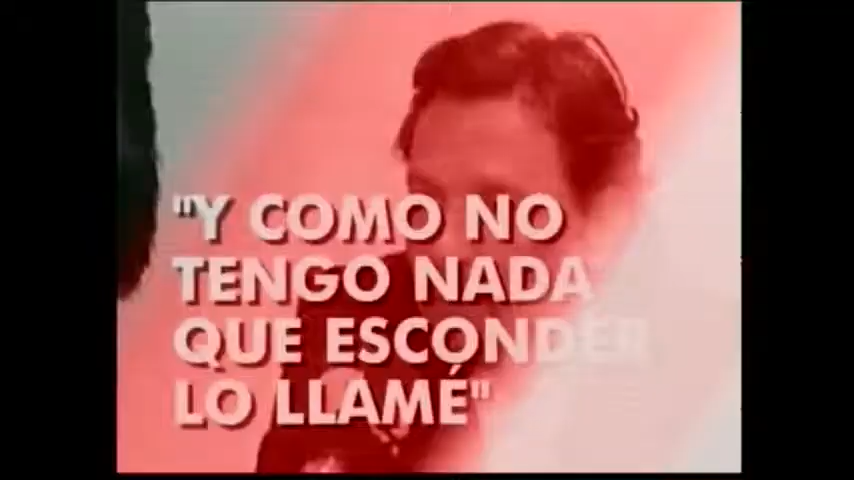 "Y COMO NO
TENGO NADA
QUE ESCONDER
LO LLAMÉ"